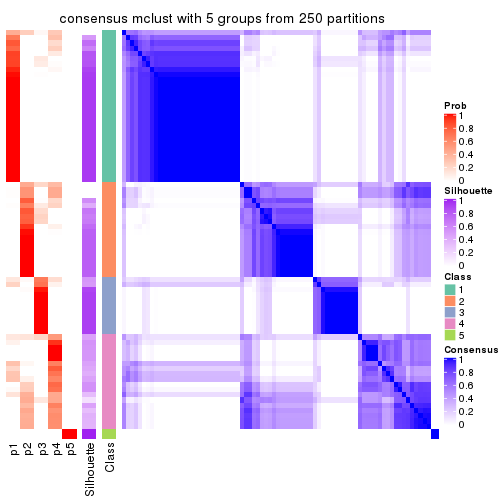 consensus mclust with 5 groups from 250 partitions
Prob
1
0.8
0.6
0.4
0.2
0
Silhouette
1
0.8
0.6
0.4
0.2
0
Class
1
2
3
4
5
Consensus
1
0.8
0.6
0.4
0.2
0
p1
p2
p3
p4
p5
Silhouette
Class